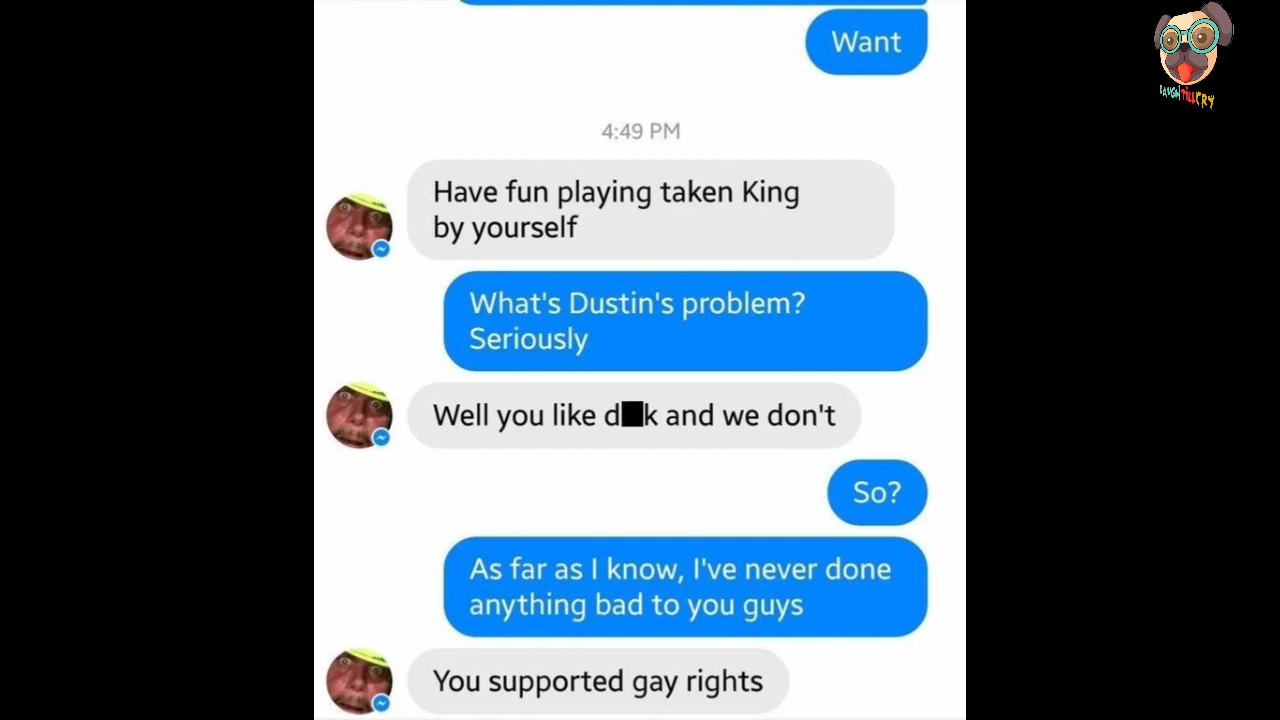 Want
4:49 PM
Have fun playing taken King
by yourself
What's Dustin's problem?
Seriously
Well you like d■k and we don't
So?
As far as I know, I've never done
anything bad to you guys
You supported gay rights
LAUGHTILLCRY